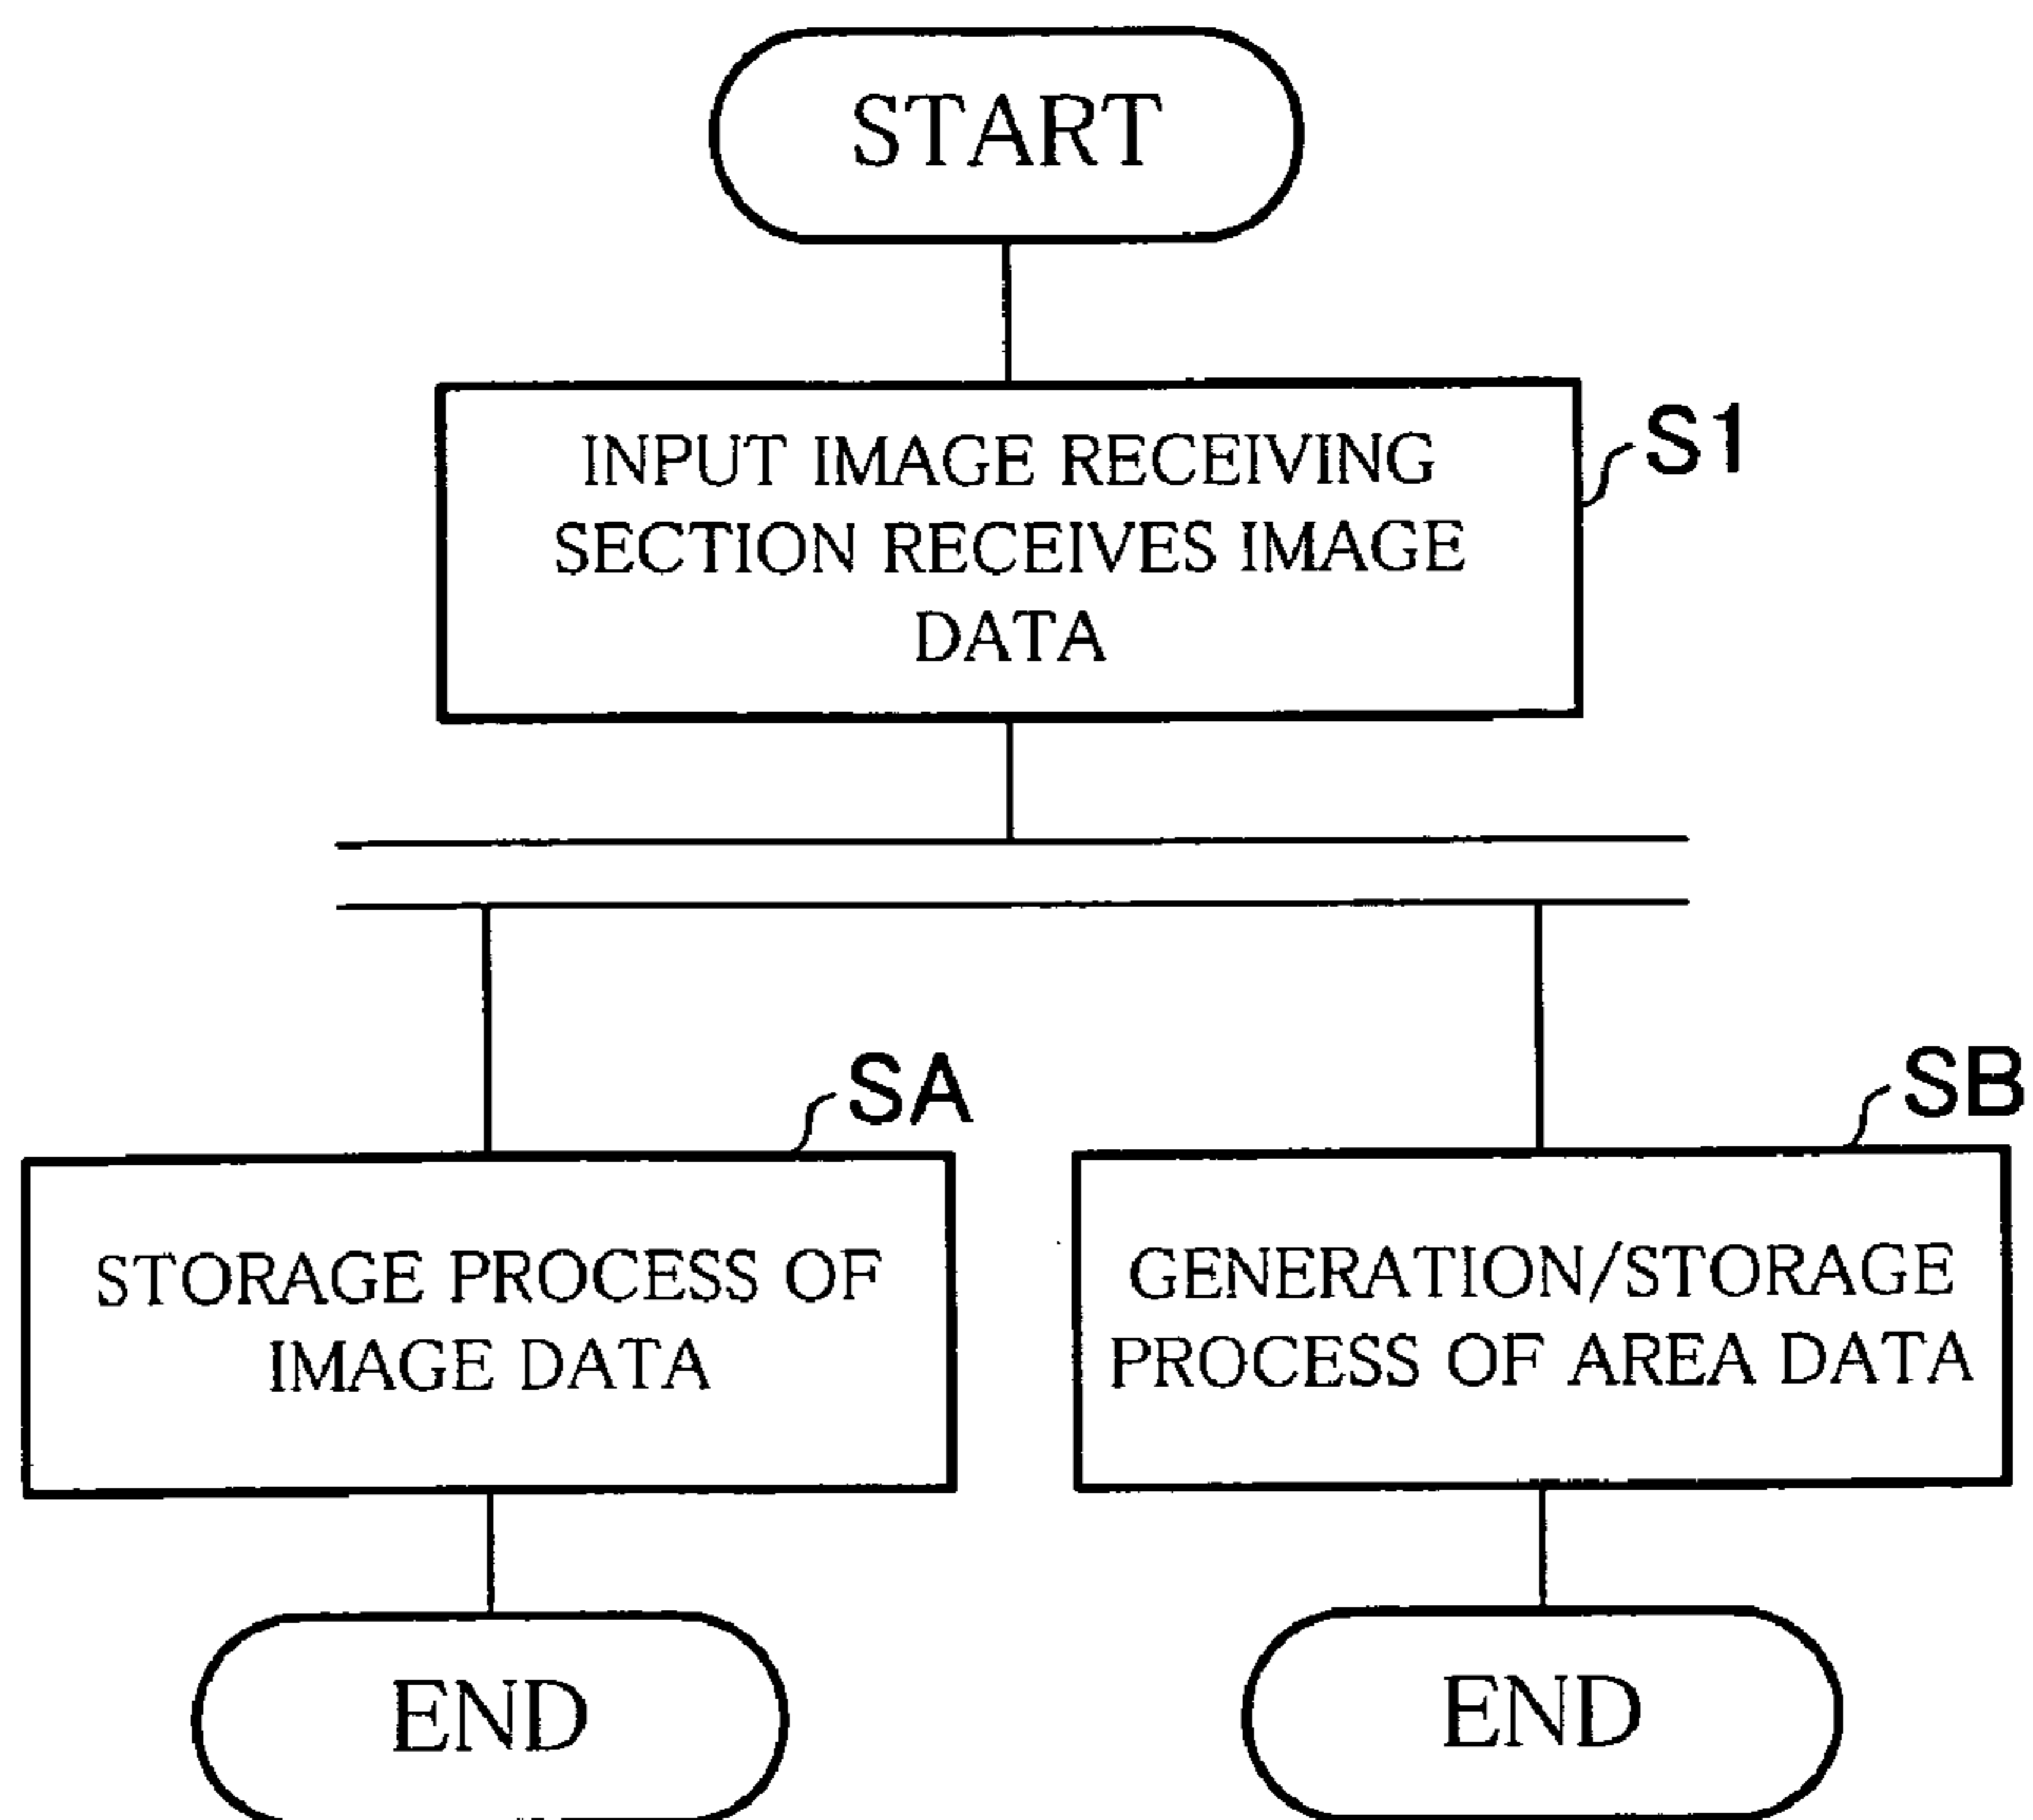 START
INPUT IMAGE RECEIVING
SECTION RECEIVES IMAGE
DATA
S1
SA
STORAGE PROCESS OF
IMAGE DATA
SB
GENERATION/STORAGE
PROCESS OF AREA DATA
END
END